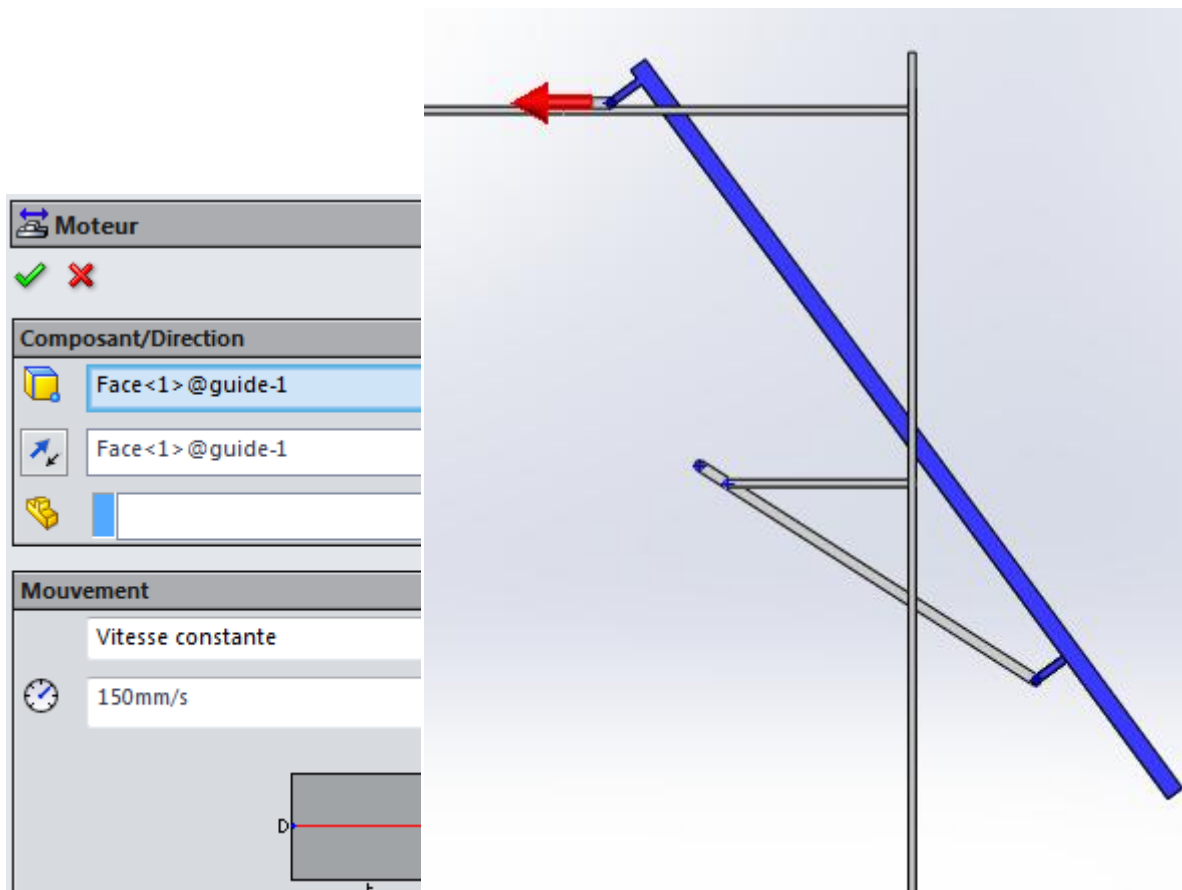 Moteur
Composant/Direction
Face<1>@guide-1
Face<1>@guide-1
Mouvement
Vitesse constante
150mm/s
D
t